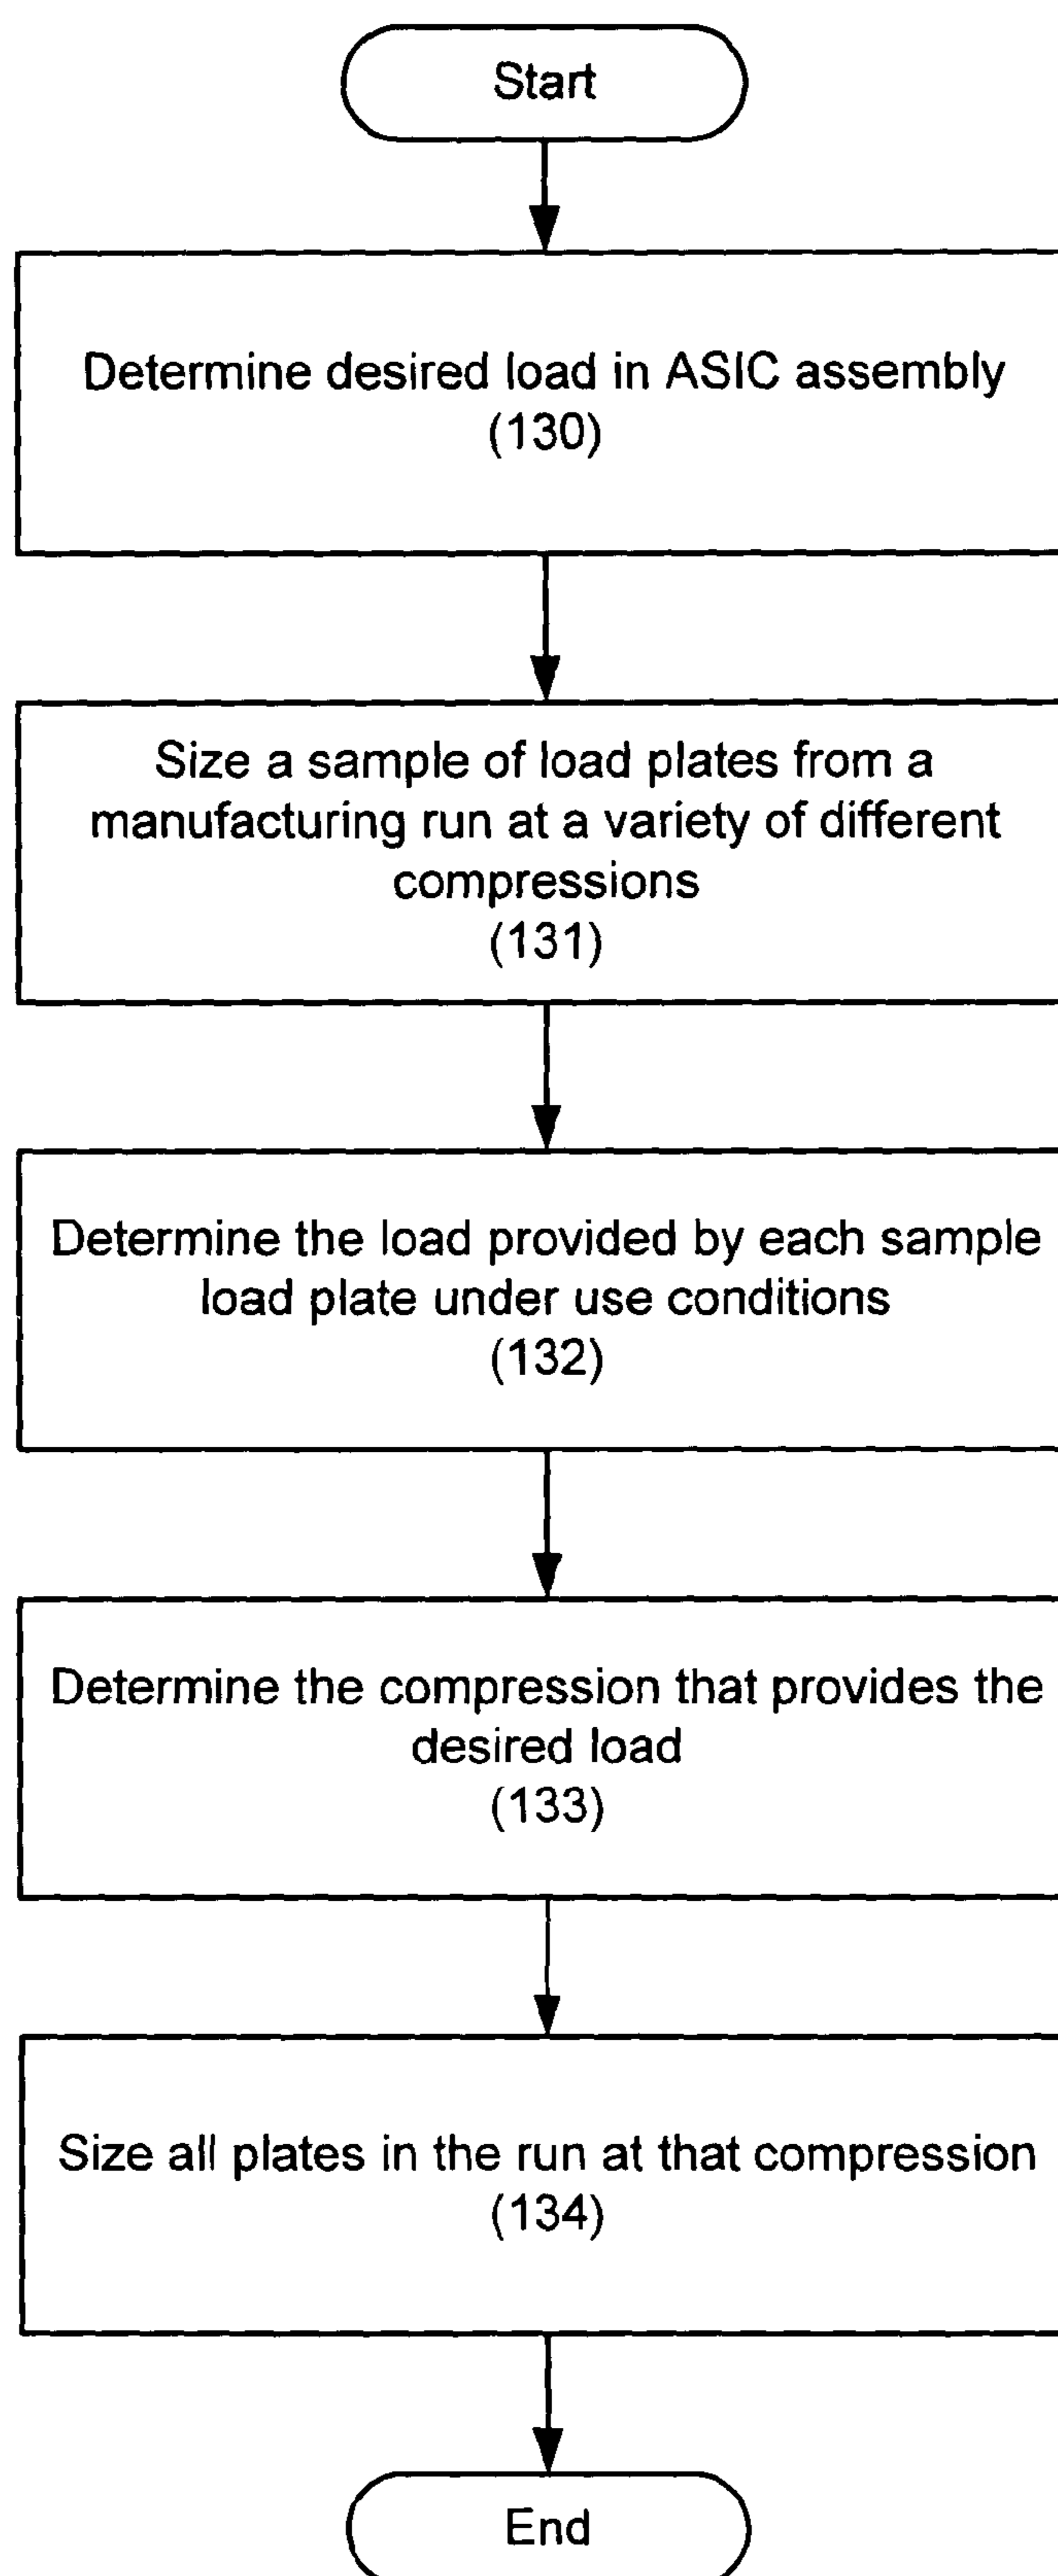 Start
Determine desired load in ASIC assembly
(130)
Size a sample of load plates from a
manufacturing run at a variety of different
compressions
(131)
Determine the load provided by each sample
load plate under use conditions
(132)
Determine the compression that provides the
desired load
(133)
Size all plates in the run at that compression
(134)
End